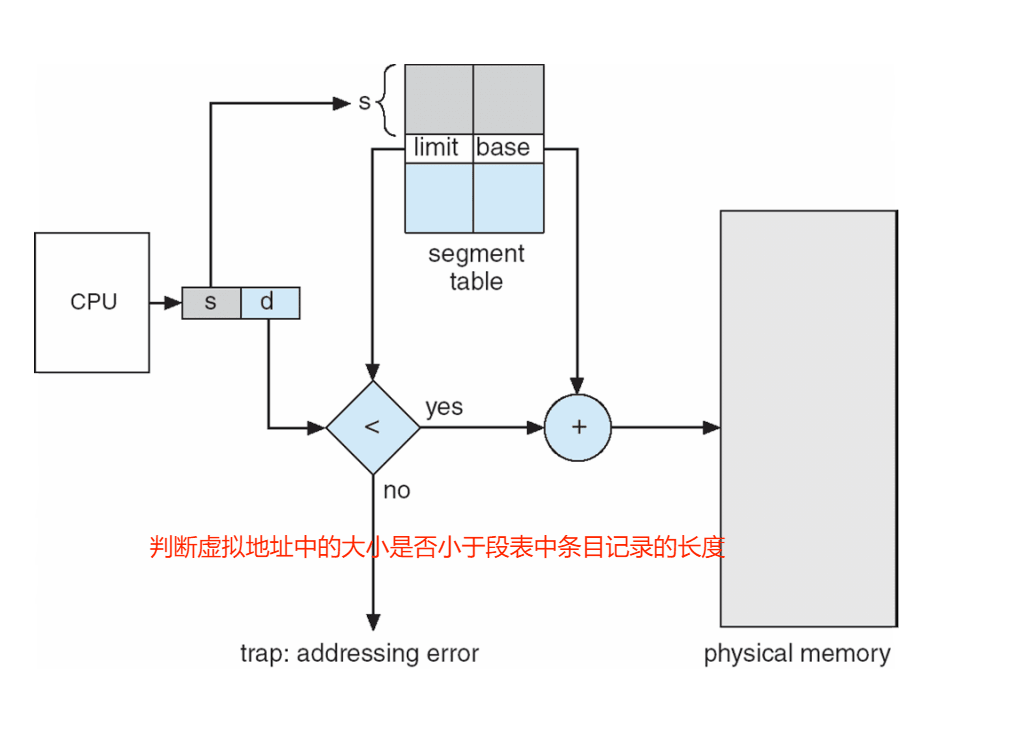 s
limit base
segment
table
CPU
s d
yes
<
+
no
判断虚拟地址中的大小是否小于段表中条目记录的长度
trap: addressing error
physical memory